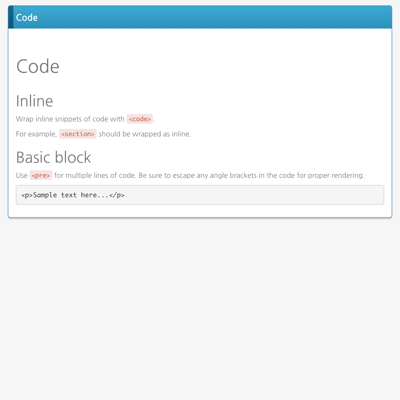 Code
Code
Inline
Wrap inline snippets of code with <code>.
For example, <section> should be wrapped as inline.
Basic block
Use <pre> for multiple lines of code. Be sure to escape any angle brackets in the code for proper rendering.
<p>Sample text here...</p>